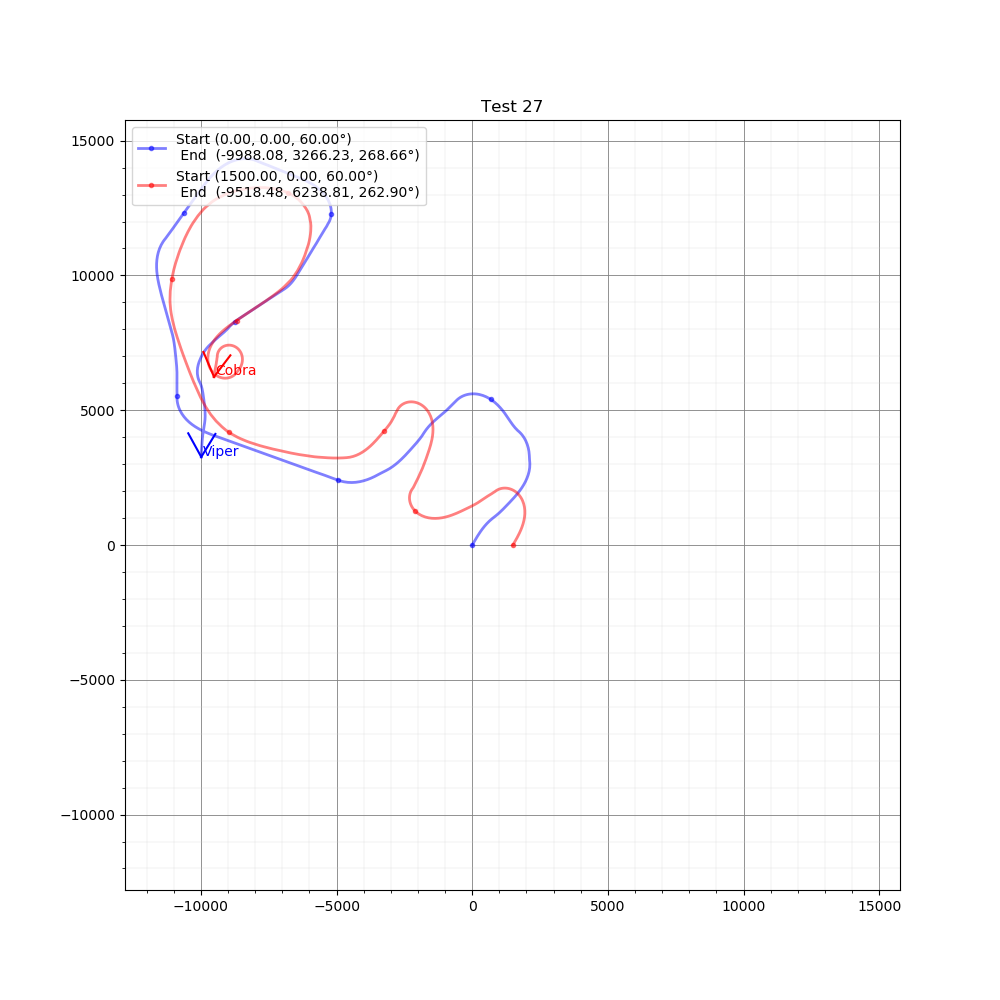 Test 27
Start (0.00, 0.00, 60.00°)
End (-9988.08, 3266.23, 268.66°)
Start (1500.00, 0.00, 60.00°)
End (-9518.48, 6238.81, 262.90°)
15000
10000
5000
0
−5000
−10000
Cobra
Viper
−10000 −5000 0 5000 10000 15000